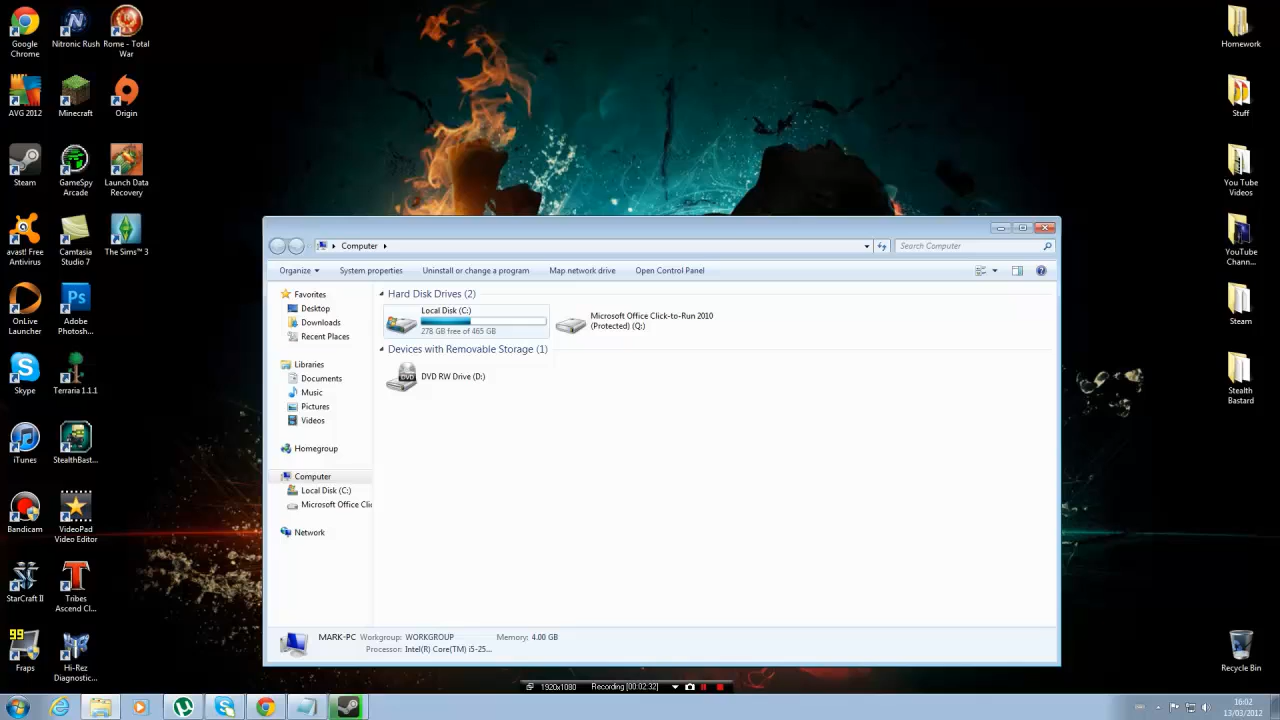 Google
Chrome
Nitronic Rush
Rome - Total
War
AVG 2012
Minecraft
Origin
Steam
GameSpy
Arcade
Launch Data
Recovery
avast! Free
Antivirus
Camtasia
Studio 7
The Sims™ 3
OnLive
Launcher
Adobe
Photosh...
Skype
Terraria 1.1.1
iTunes
StealthBast...
Bandicam
VideoPad
Video Editor
StarCraft II
Tribes
Ascend Cl...
99
Fraps
Hi-Rez
Diagnostic...
Homework
Stuff
You Tube
Videos
YouTube
Chann...
Steam
Stealth
Bastard
Recycle Bin
Computer
Search Computer
Organize
System properties
Uninstall or change a program
Map network drive
Open Control Panel
Favorites
Desktop
Downloads
Recent Places
Libraries
Documents
Music
Pictures
Videos
Homegroup
Computer
Local Disk (C:)
Microsoft Office Clic
Network
Hard Disk Drives (2)
Local Disk (C:)
278 GB free of 465 GB
Microsoft Office Click-to-Run 2010
(Protected) (Q:)
Devices with Removable Storage (1)
DVD
DVD RW Drive (D:)
MARK-PC Workgroup: WORKGROUP Memory: 4.00 GB
Processor: Intel(R) Core(TM) i5-25...
1920x1080 Recording [00:02:32]
16:02
13/03/2012